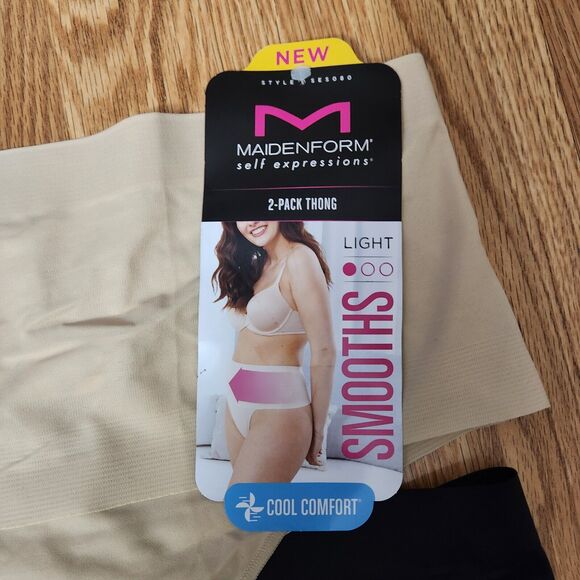 NEW
STYLE SES080
M
MAIDENFORM®
self expressions®
2-PACK THONG
LIGHT
SMOOTHS
COOL COMFORT®